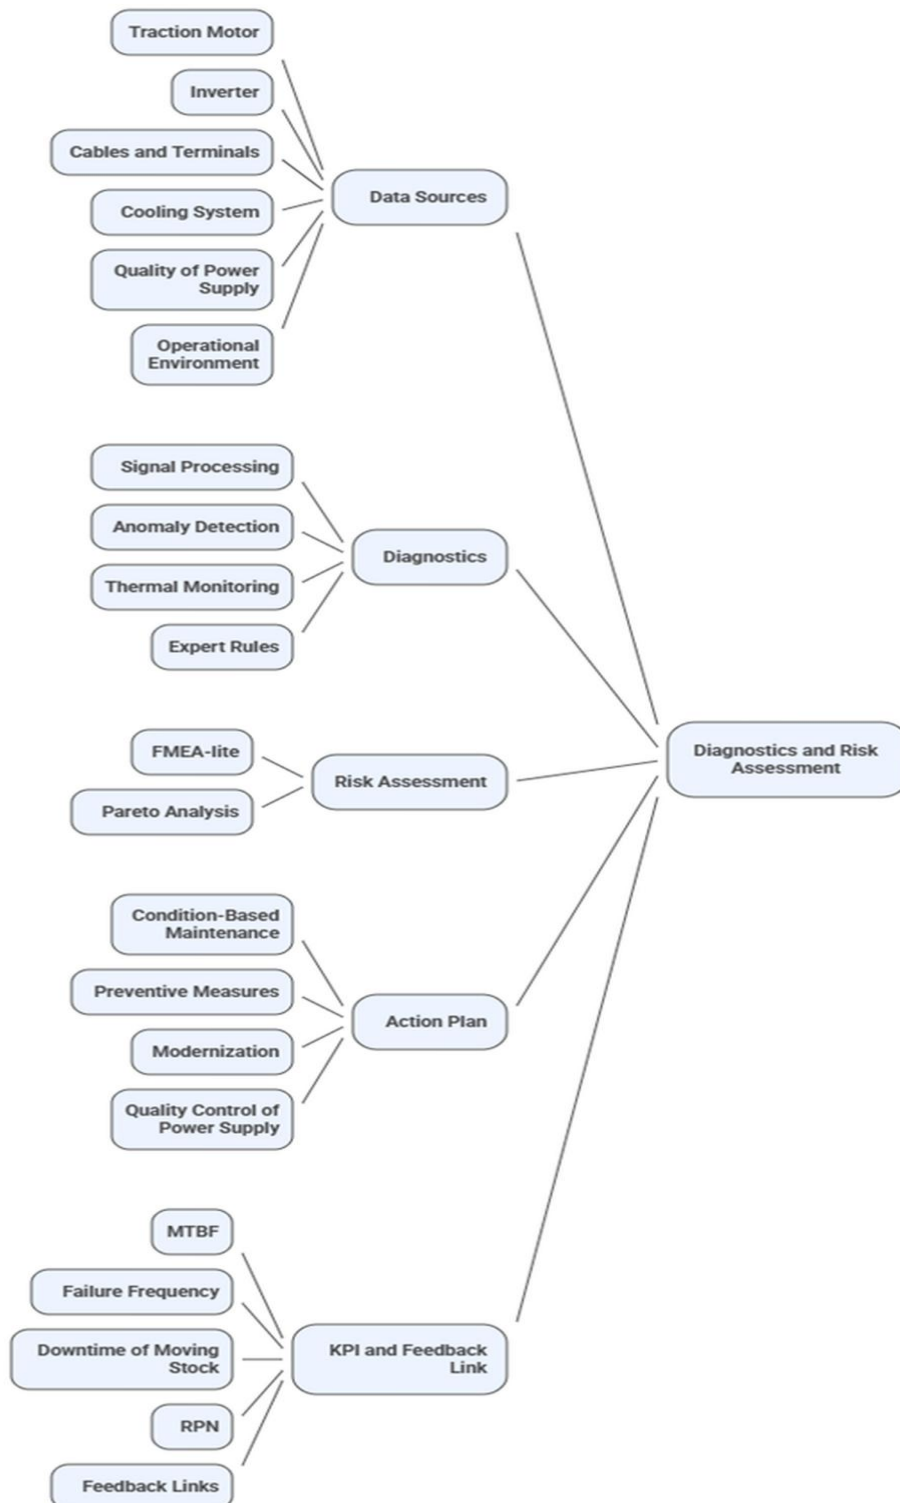 Traction Motor
Inverter
Cables and Terminals
Cooling System
Quality of Power
Supply
Operational
Environment
Data Sources
Signal Processing
Anomaly Detection
Thermal Monitoring
Expert Rules
Diagnostics
FMEA-lite
Pareto Analysis
Risk Assessment
Diagnostics and Risk
Assessment
Condition-Based
Maintenance
Preventive Measures
Modernization
Quality Control of
Power Supply
Action Plan
MTBF
Failure Frequency
Downtime of Moving
Stock
RPN
Feedback Links
KPI and Feedback
Link